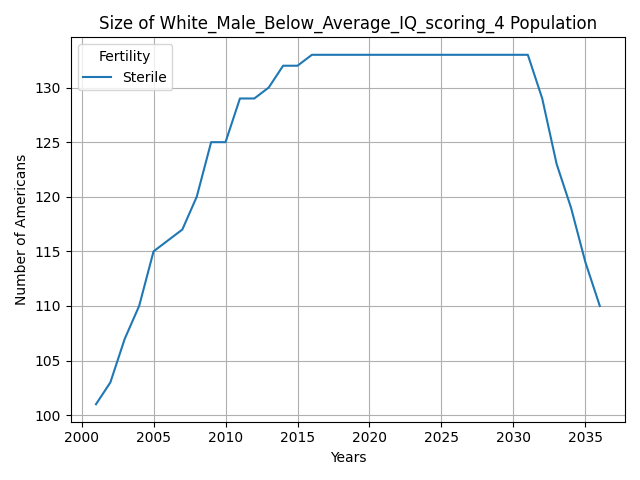 Size of White_Male_Below_Average_IQ_scoring_4 Population
Fertility
Sterile
Number of Americans
130
125
120
115
110
105
100
2000 2005 2010 2015 2020 2025 2030 2035
Years